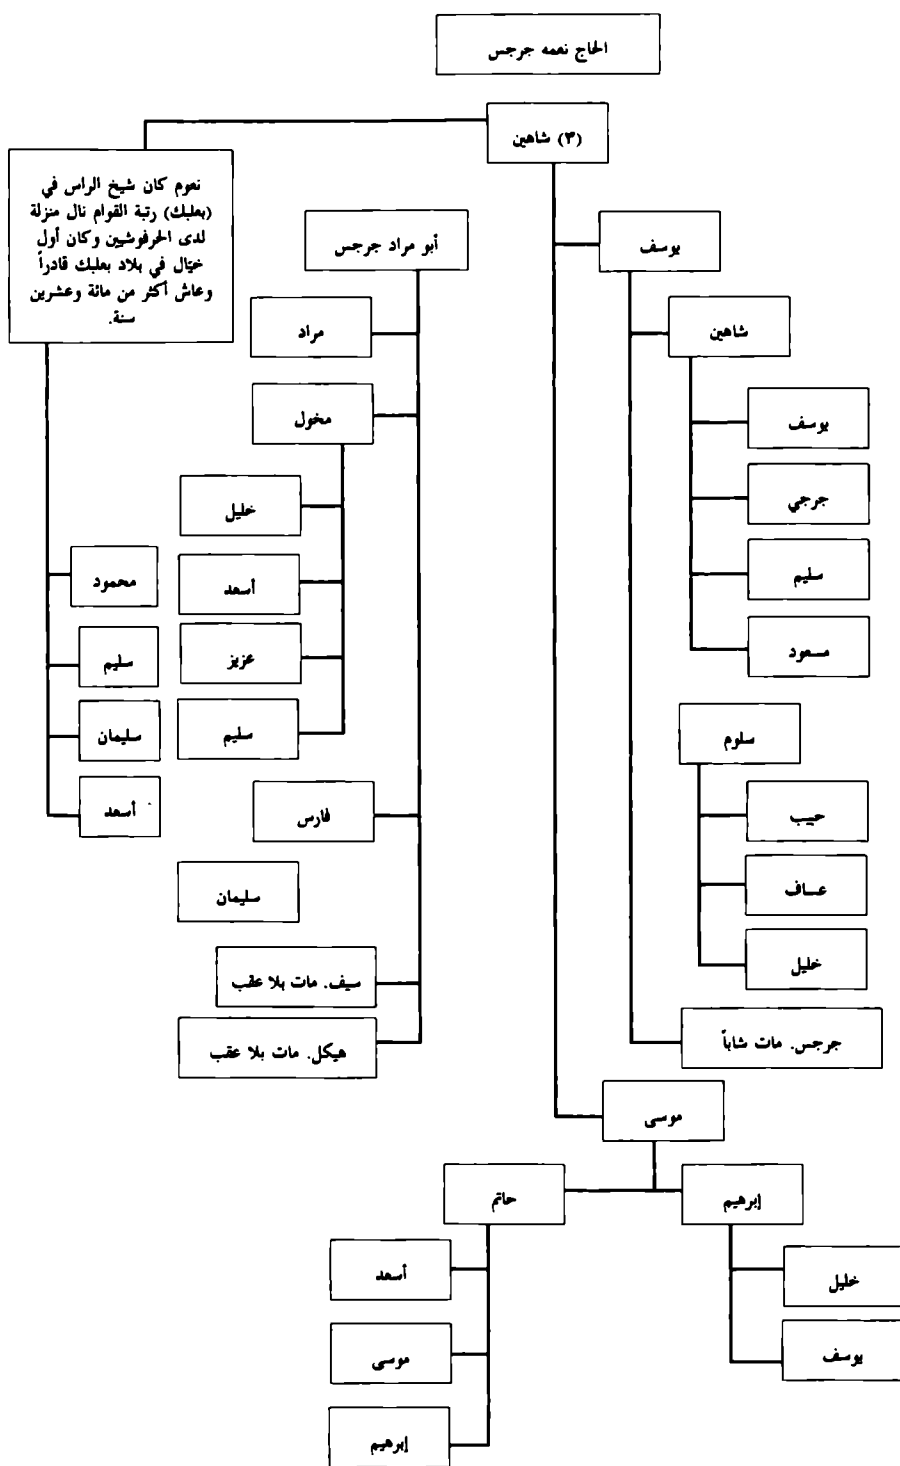 الحاج نعمه جرجس
(٣) شاهين
يوسف
شاهين
يوسف
جرجي
سليم
مسعود
سلوم
حبيب
عساف
خليل
جرجس. مات شاباً
موسى
إبرهيم
خليل
يوسف
حاتم
أسعد
موسى
إبرهيم
أبو مراد جرجس
مراد
مخول
خليل
أسعد
عزيز
سليم
فارس
سليمان
سيف. مات بلا عقب
هيكل. مات بلا عقب
نعوم كان شيخ الراس في
(بعلبك) رتبة القوام نال منزلة
لدى الحرفوشيين وكان أول
خيّال في بلاد بعلبك قادراً
وعاش أكثر من مائة وعشرين
سنة.
محمود
سليم
سليمان
أسعد